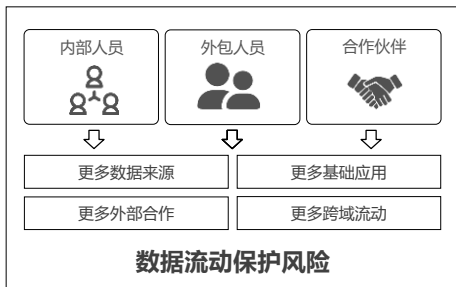 内部人员
外包人员
合作伙伴
更多数据来源
更多基础应用
更多外部合作
更多跨域流动
数据流动保护风险